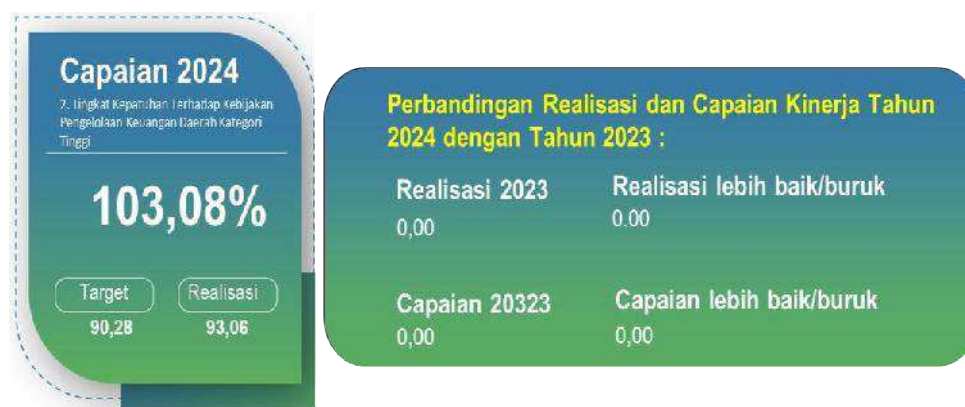 Capaian 2024
7. Tingkat Kepatuhan Terhadap Kebijakan
Pengelolaan Keuangan Daerah Kategori
Tinggi
103,08%
Target
Realisasi
90,28
93,06
Perbandingan Realisasi dan Capaian Kinerja Tahun
2024 dengan Tahun 2023 :
Realisasi 2023
Realisasi lebih baik/buruk
0,00
0.00
Capaian 20323
Capaian lebih baik/buruk
0,00
0,00